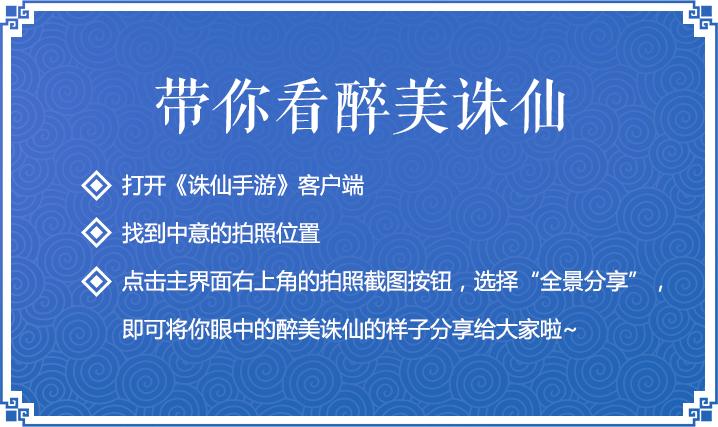 带你看醉美诛仙
打开《诛仙手游》客户端
找到中意的拍照位置
点击主界面右上角的拍照截图按钮，选择“全景分享”，
即可将你眼中的醉美诛仙的样子分享给大家啦~